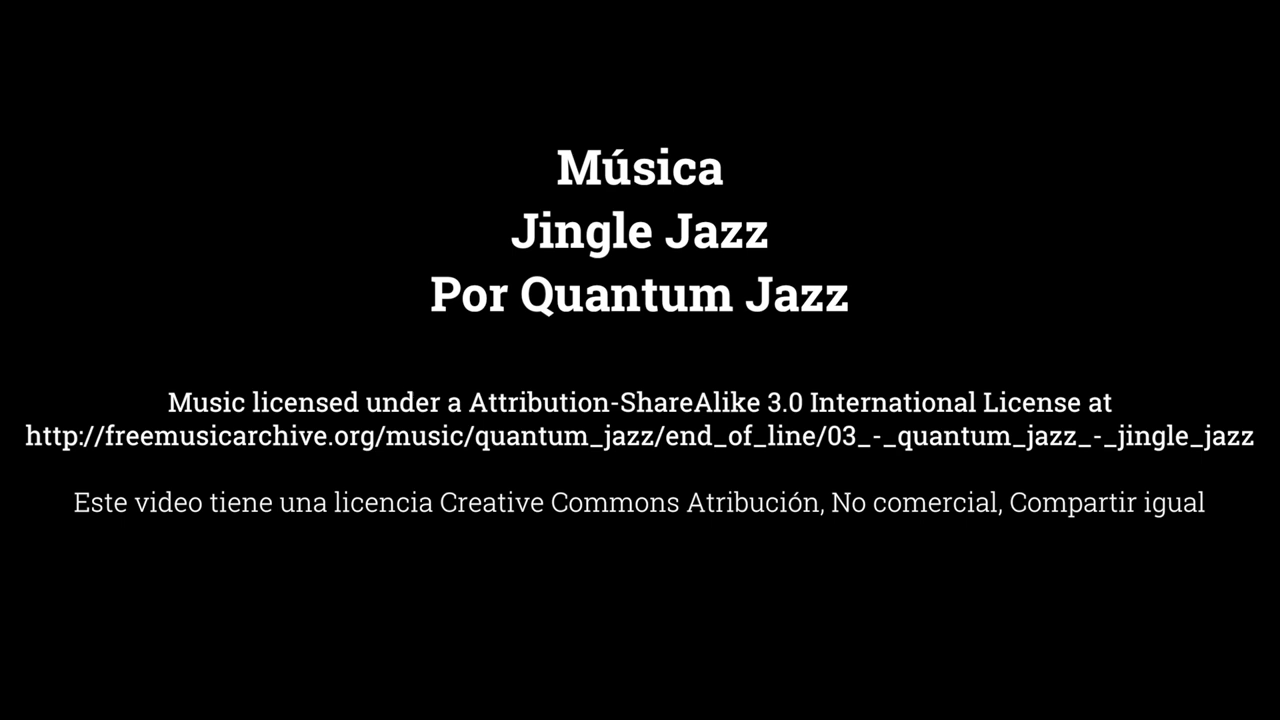 Música
Jingle Jazz
Por Quantum Jazz
Music licensed under a Attribution-ShareAlike 3.0 International License at
http://freemusicarchive.org/music/quantum_jazz/end_of_line/03_-_quantum_jazz_-_jingle_jazz
Este video tiene una licencia Creative Commons Atribución, No comercial, Compartir igual